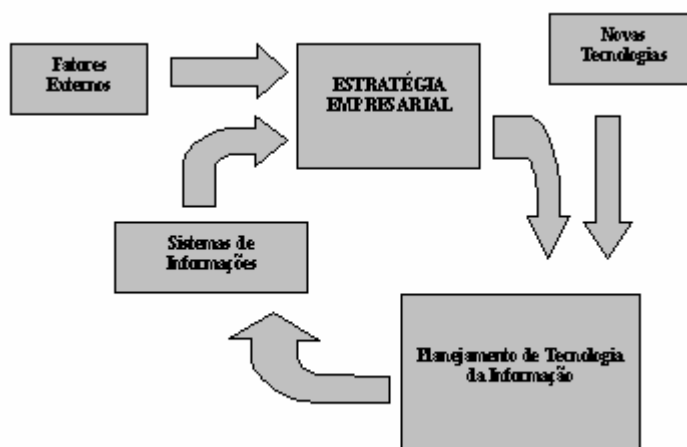 Fatores
Externos
ESTRATÉGIA
EMPRESARIAL
Novas
Tecnologias
Sistemas de
Informações
Planejamento de Tecnologia
da Informação